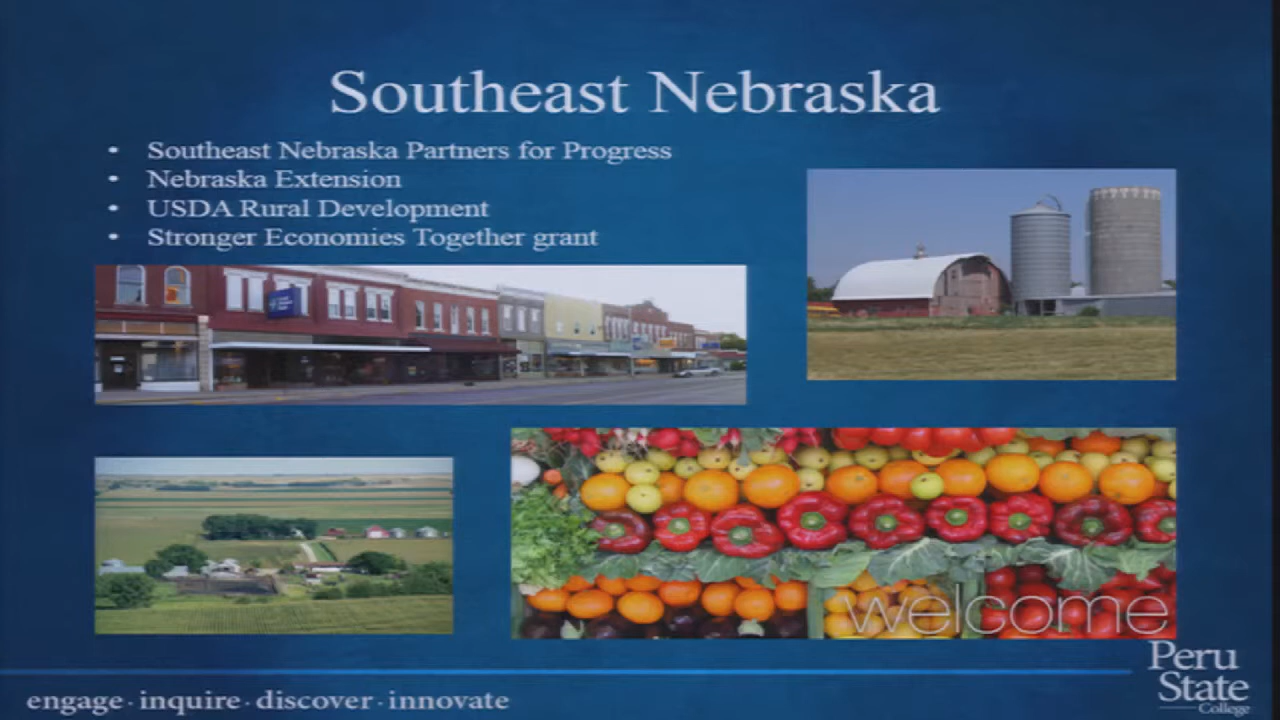 Southeast Nebraska
• Southeast Nebraska Partners for Progress
• Nebraska Extension
• USDA Rural Development
• Stronger Economies Together grant
welcome
engage · inquire · discover · innovate
Peru
State
College